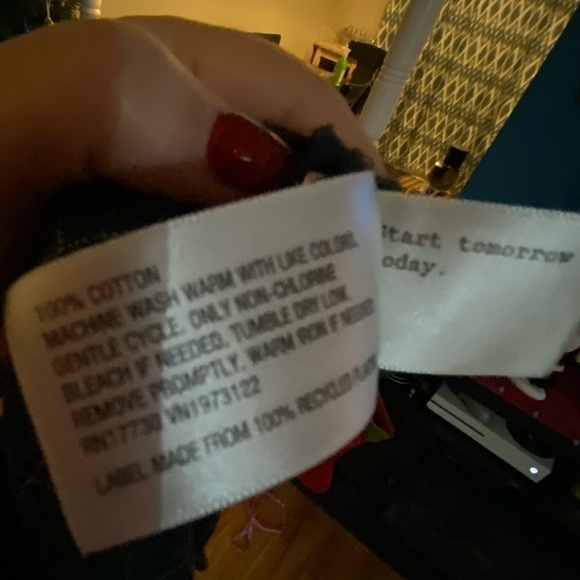 100% COTTON
MACHINE WASH WARM WITH LIKE COLORS,
GENTLE CYCLE. ONLY NON-CHLORINE
BLEACH IF NEEDED. TUMBLE DRY LOW.
REMOVE PROMPTLY. WARM IRON IF NEEDED
RN17730 VN1973122
LABEL MADE FROM 100% RECYCLED
Start tomorrow
oday.